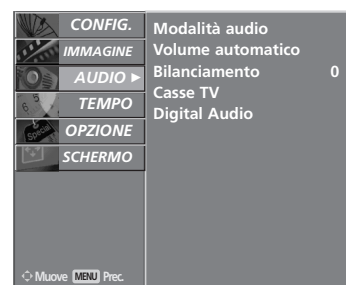 CONFIG.
IMMAGINE
AUDIO
TEMPO
OPZIONE
SCHERMO
Modalità audio
Volume automatico
Bilanciamento 0
Casse TV
Digital Audio
Special
Muove MENU Prec.